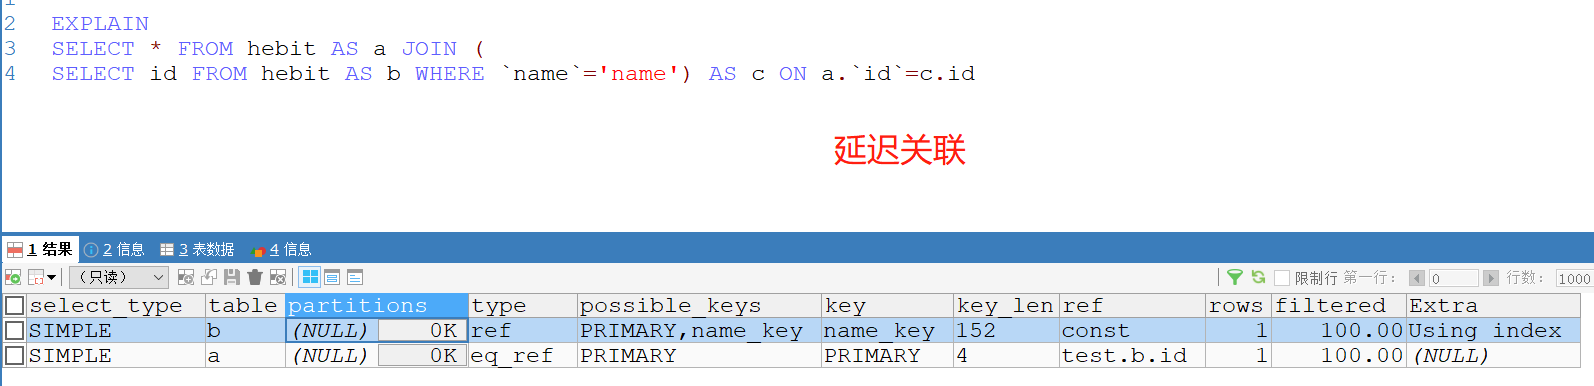 1
2 EXPLAIN
3 SELECT * FROM hebit AS a JOIN (
4 SELECT id FROM hebit AS b WHERE `name`='name') AS c ON a.`id`=c.id
延迟关联
1 结果 2 信息 3 表数据 4 信息
(只读) 限制行 第一行: 0 行数: 1000
select_type table partitions type possible_keys key key_len ref rows filtered Extra
SIMPLE b (NULL) 0K ref PRIMARY,name_key name_key 152 const 1 100.00 Using index
SIMPLE a (NULL) 0K eq_ref PRIMARY PRIMARY 4 test.b.id 1 100.00 (NULL)